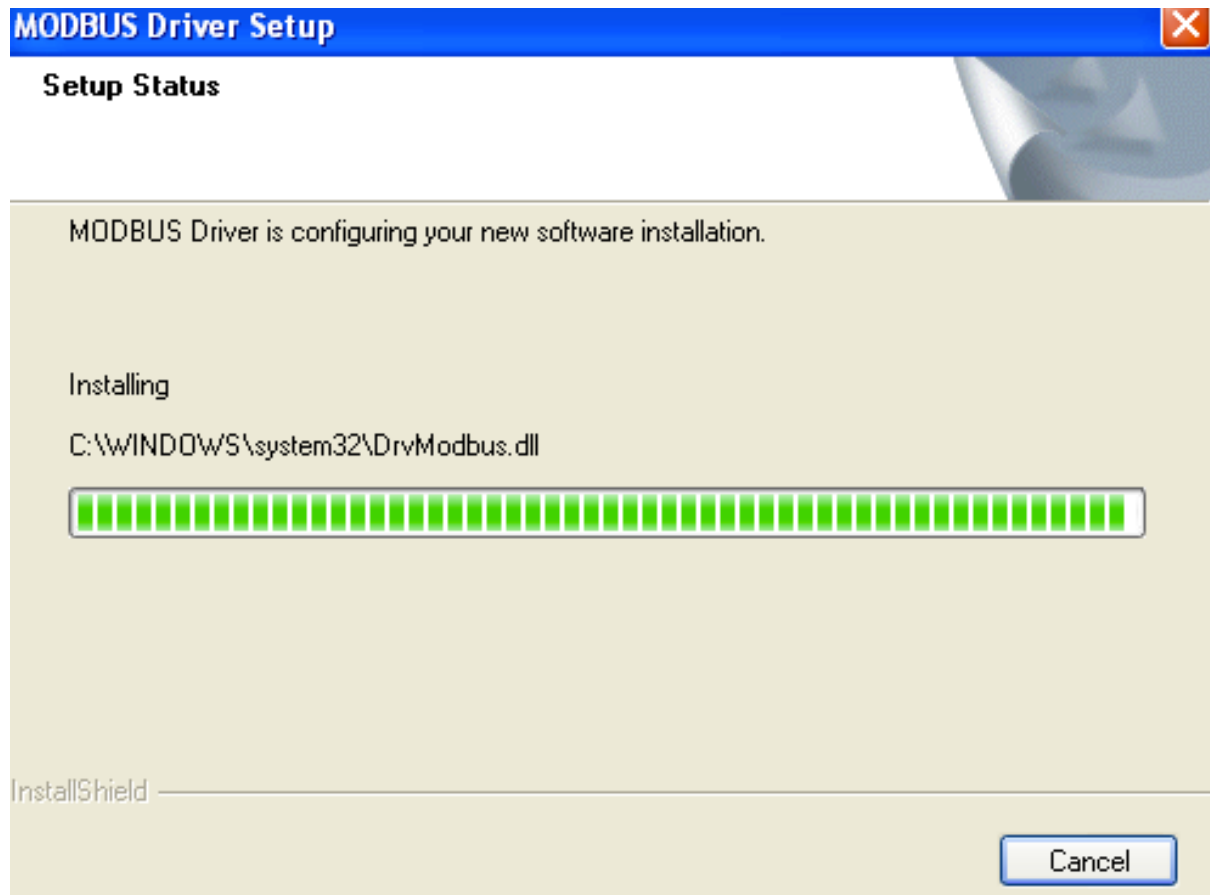 MODBUS Driver Setup
Setup Status
MODBUS Driver is configuring your new software installation.
Installing
C:\WINDOWS\system32\DrvModbus.dll
InstallShield
Cancel